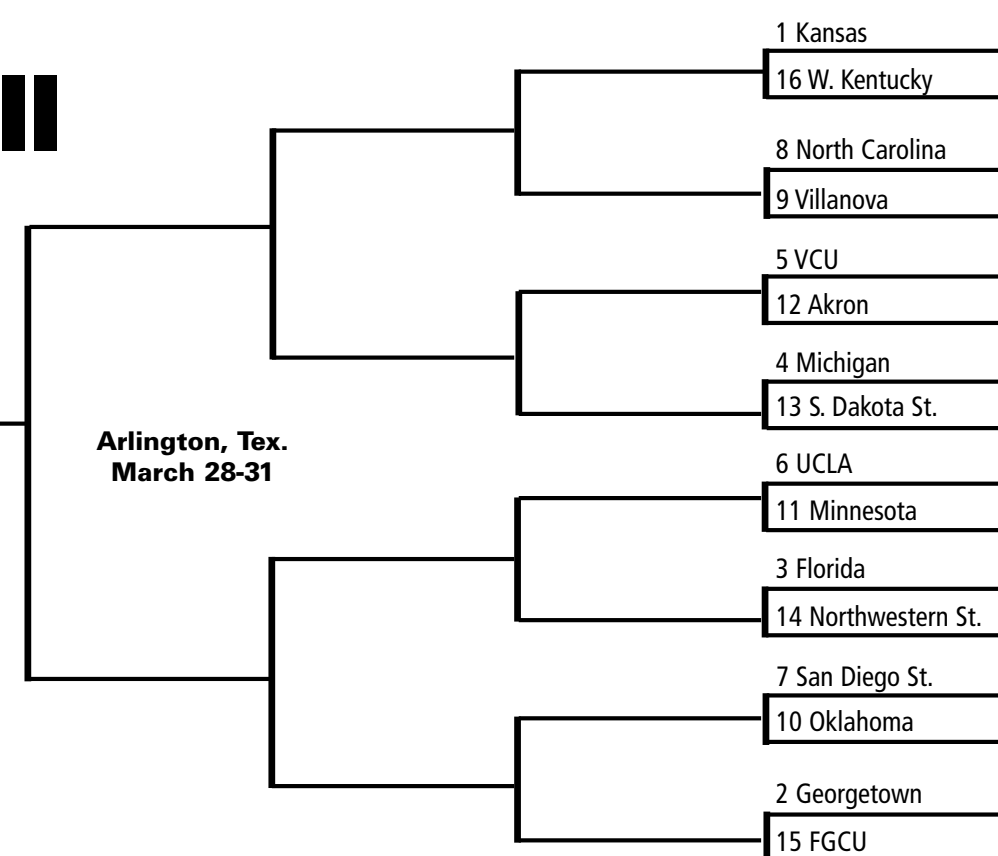 1 Kansas
16 W. Kentucky
8 North Carolina
9 Villanova
5 VCU
12 Akron
4 Michigan
13 S. Dakota St.
Arlington, Tex.
March 28-31
6 UCLA
11 Minnesota
3 Florida
14 Northwestern St.
7 San Diego St.
10 Oklahoma
2 Georgetown
15 FGCU